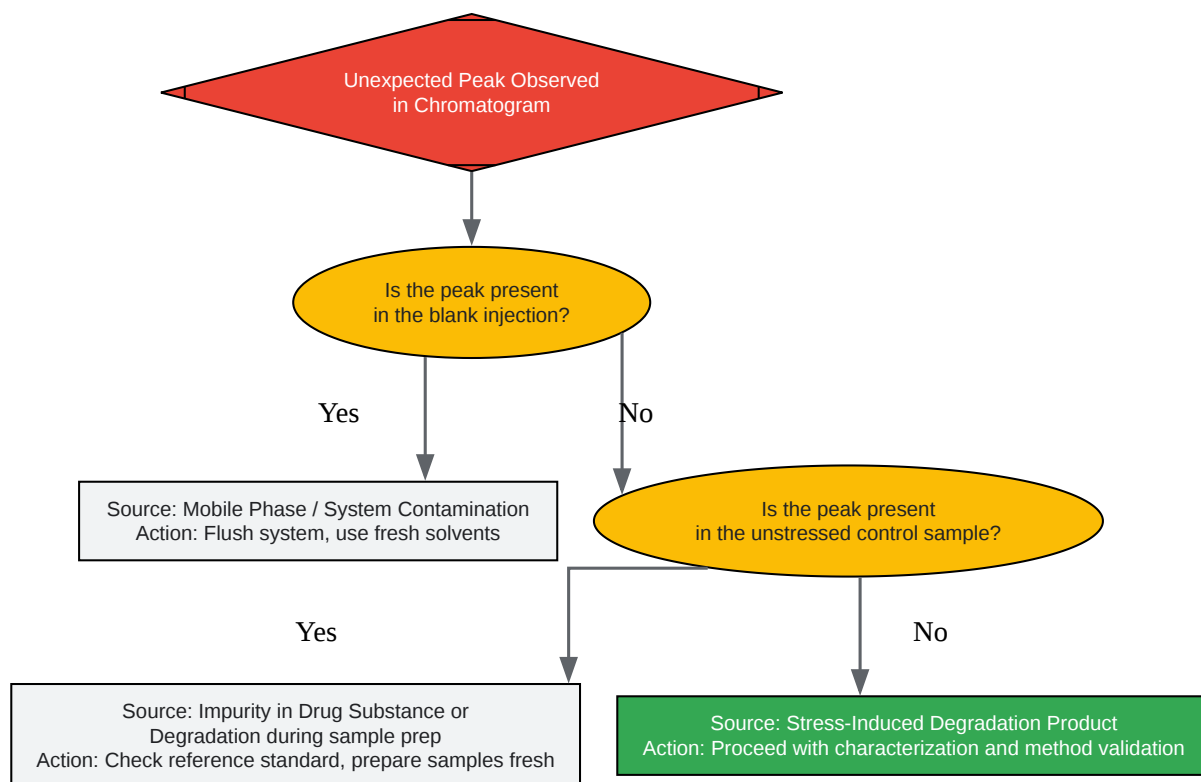 Unexpected Peak Observed
in Chromatogram
Is the peak present
in the blank injection?
Yes
No
Source: Mobile Phase / System Contamination
Action: Flush system, use fresh solvents
Is the peak present
in the unstressed control sample?
Yes
No
Source: Impurity in Drug Substance or
Degradation during sample prep
Action: Check reference standard, prepare samples fresh
Source: Stress-Induced Degradation Product
Action: Proceed with characterization and method validation